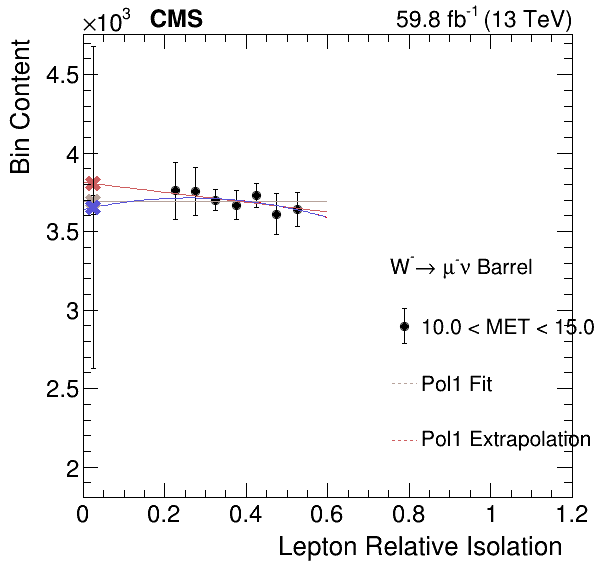 ×10³ CMS 59.8 fb⁻¹ (13 TeV)
Bin Content
4.5
4
3.5
3
2.5
2
W⁻→ μ⁻ν Barrel
10.0 < MET < 15.0
Pol1 Fit
Pol1 Extrapolation
0 0.2 0.4 0.6 0.8 1 1.2
Lepton Relative Isolation